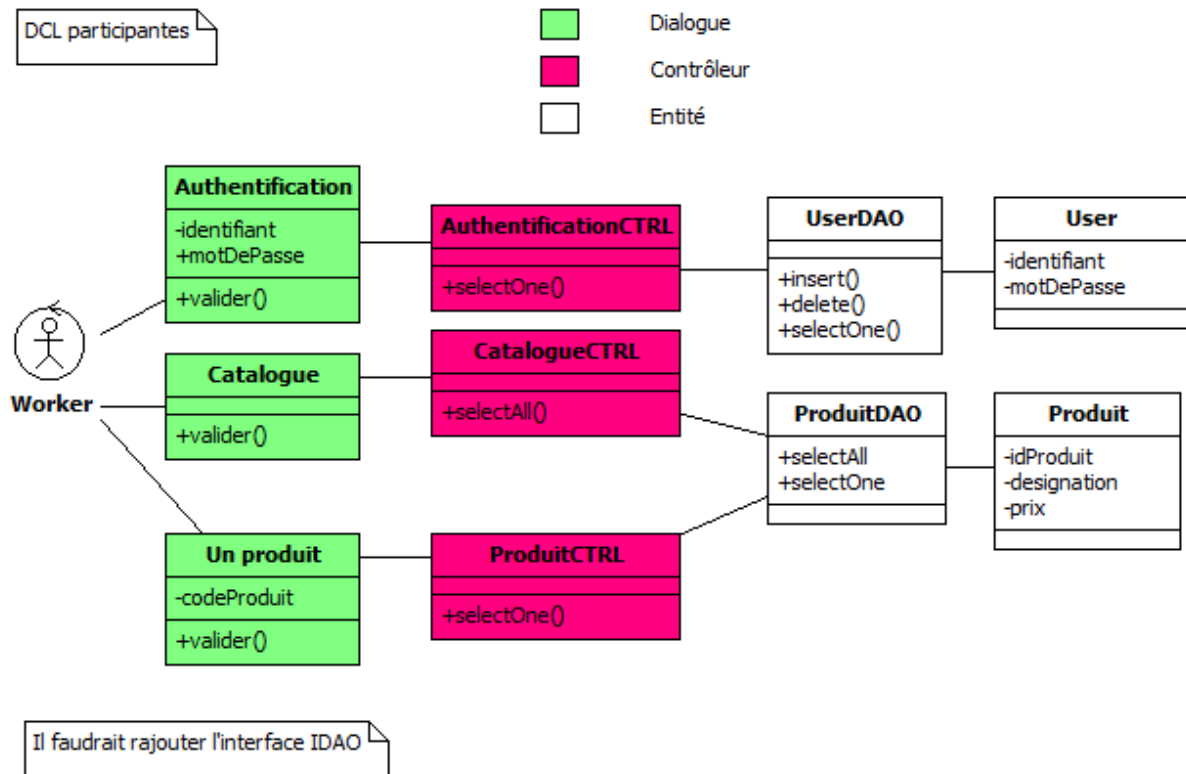 DCL participantes
Dialogue
Contrôleur
Entité
Authentification
-identifiant
+motDePasse
+valider()
AuthentificationCTRL
+selectOne()
UserDAO
+insert()
+delete()
+selectOne()
User
-identifiant
-motDePasse
Worker
Catalogue
+valider()
CatalogueCTRL
+selectAll()
ProduitDAO
+selectAll
+selectOne
Produit
-idProduit
-designation
-prix
Un produit
-codeProduit
+valider()
ProduitCTRL
+selectOne()
Il faudrait rajouter l'interface IDAO